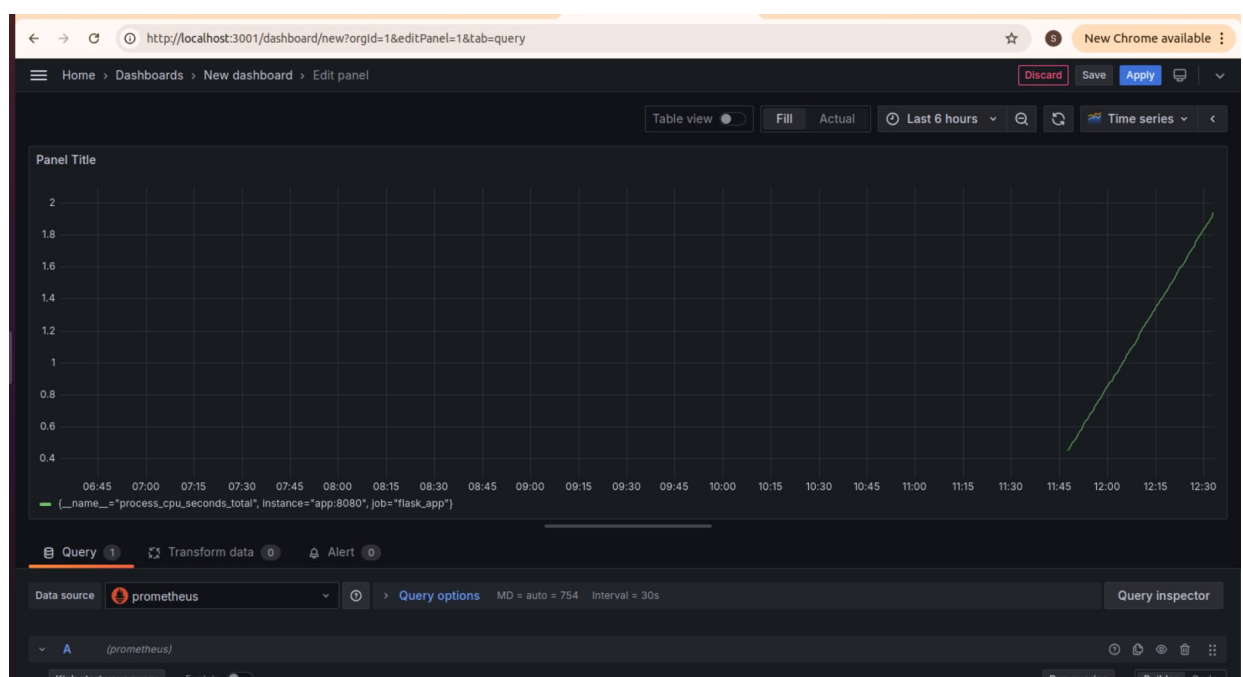 http://localhost:3001/dashboard/new?orgId=1&editPanel=1&tab=query
S
New Chrome available
Home › Dashboards › New dashboard › Edit panel
Discard Save Apply
Table view Fill Actual Last 6 hours Time series
Panel Title
2
1.8
1.6
1.4
1.2
1
0.8
0.6
0.4
06:45 07:00 07:15 07:30 07:45 08:00 08:15 08:30 08:45 09:00 09:15 09:30 09:45 10:00 10:15 10:30 10:45 11:00 11:15 11:30 11:45 12:00 12:15 12:30
{__name__="process_cpu_seconds_total", instance="app:8080", job="flask_app"}
Query 1 Transform data 0 Alert 0
Data source prometheus Query options MD = auto = 754 Interval = 30s Query inspector
A (prometheus)